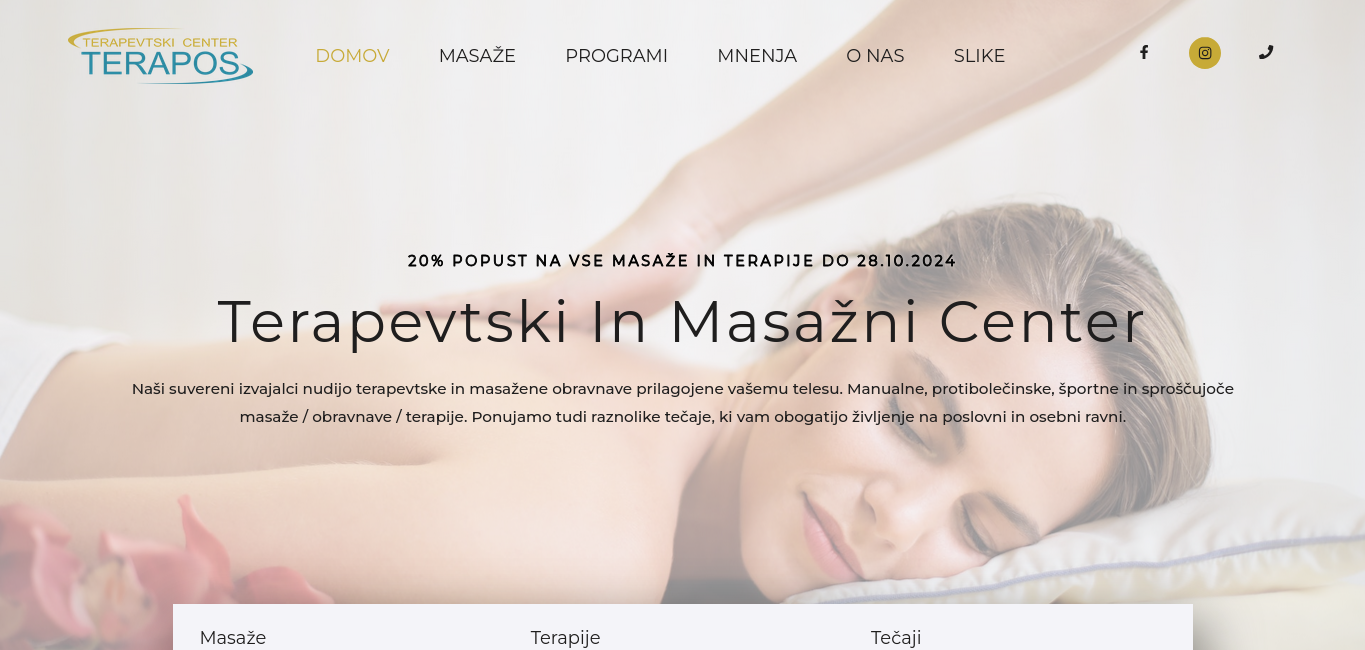 TERAPEVTSKI CENTER
TERAPOS
DOMOV MASAŽE PROGRAMI MNENJA O NAS SLIKE
20% POPUST NA VSE MASAŽE IN TERAPIJE DO 28.10.2024
Terapevtski In Masažni Center
Naši suvereni izvajalci nudijo terapevtske in masažene obravnave prilagojene vašemu telesu. Manualne, protibolečinske, športne in sproščujoče
masaže / obravnave / terapije. Ponujamo tudi raznolike tečaje, ki vam obogatijo življenje na poslovni in osebni ravni.
Masaže Terapije Tečaji